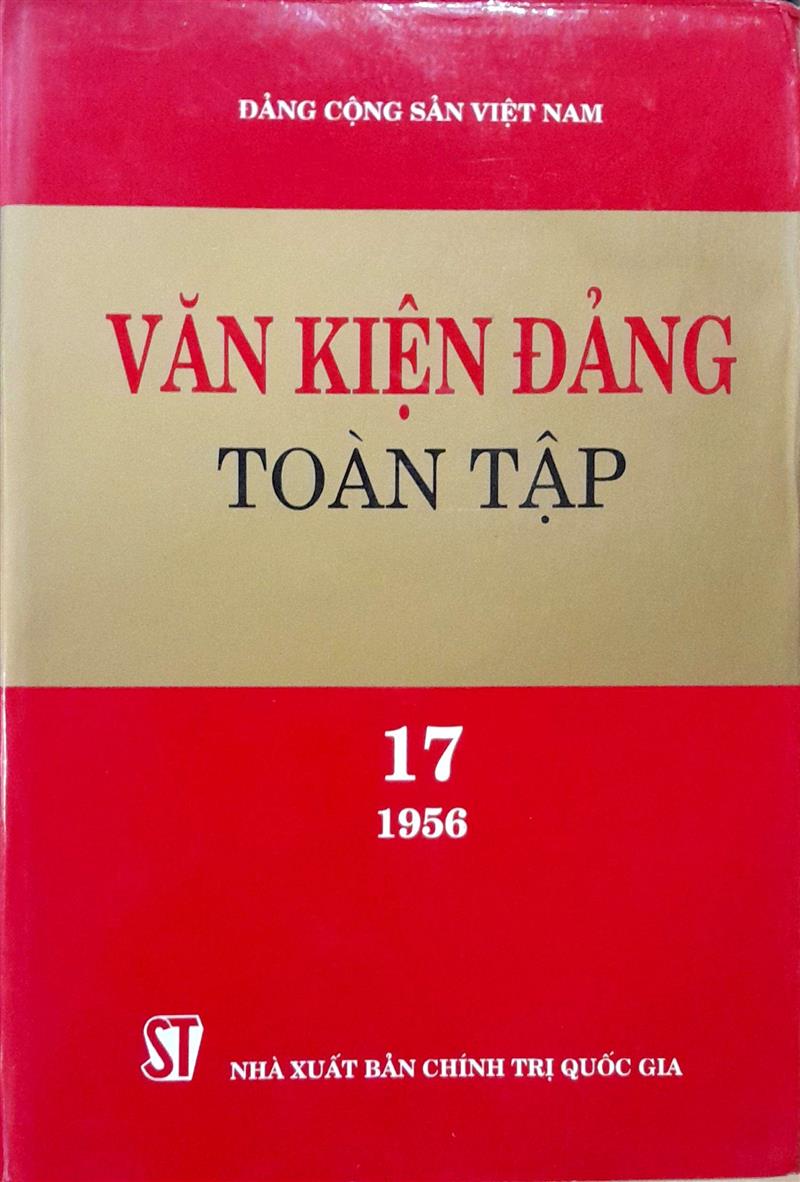 ĐẢNG CỘNG SẢN VIỆT NAM
VĂN KIỆN ĐẢNG
TOÀN TẬP
17
1956
ST
NHÀ XUẤT BẢN CHÍNH TRỊ QUỐC GIA